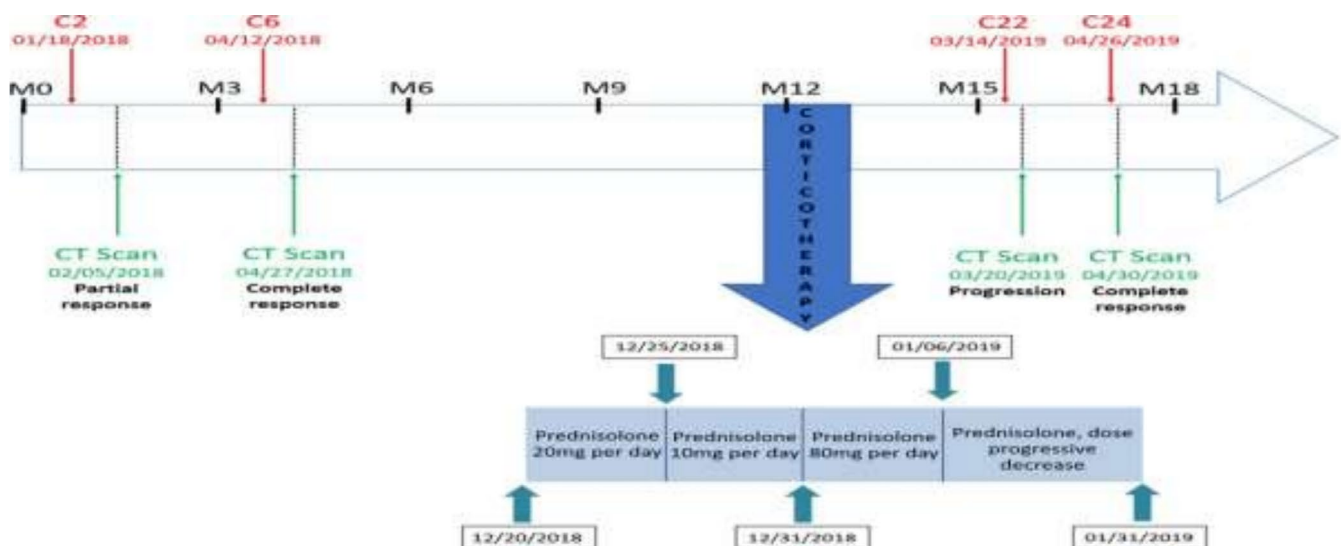 C2
01/18/2018
C6
04/12/2018
C22
03/14/2019
C24
04/26/2019
M0
M3
M6
M9
M12
M15
M18
CORTICOTHERAPY
CT Scan
02/05/2018
Partial
response
CT Scan
04/27/2018
Complete
response
CT Scan
03/20/2019
Progression
CT Scan
04/30/2019
Complete
response
12/25/2018
01/06/2019
Prednisolone
20mg per day
Prednisolone
10mg per day
Prednisolone
80mg per day
Prednisolone, dose
progressive
decrease
12/20/2018
12/31/2018
01/31/2019